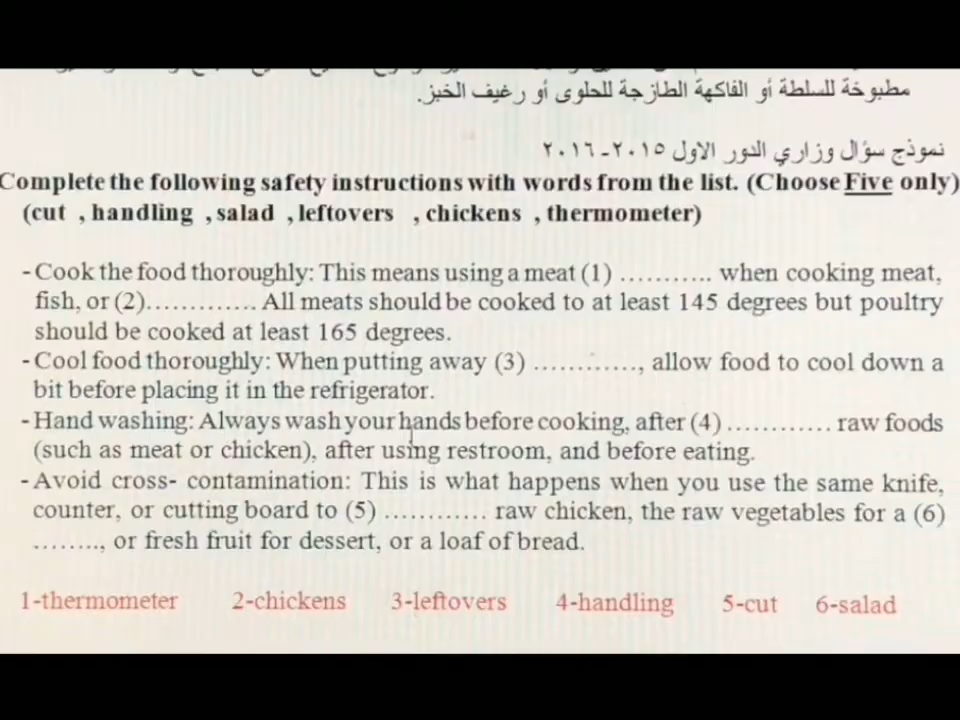 مطبوخة للسلطة أو الفاكهة الطازجة للحلوى أو رغيف الخبز.
نموذج سؤال وزاري الدور الاول ٢٠١٥-٢٠١٦
Complete the following safety instructions with words from the list. (Choose Five only)
(cut , handling , salad , leftovers , chickens , thermometer)
- Cook the food thoroughly: This means using a meat (1) ……….. when cooking meat,
fish, or (2)…………. All meats should be cooked to at least 145 degrees but poultry
should be cooked at least 165 degrees.
- Cool food thoroughly: When putting away (3) …………., allow food to cool down a
bit before placing it in the refrigerator.
- Hand washing: Always wash your hands before cooking, after (4) ………… raw foods
(such as meat or chicken), after using restroom, and before eating.
- Avoid cross- contamination: This is what happens when you use the same knife,
counter, or cutting board to (5) ………… raw chicken, the raw vegetables for a (6)
…….., or fresh fruit for dessert, or a loaf of bread.
1-thermometer 2-chickens 3-leftovers 4-handling 5-cut 6-salad